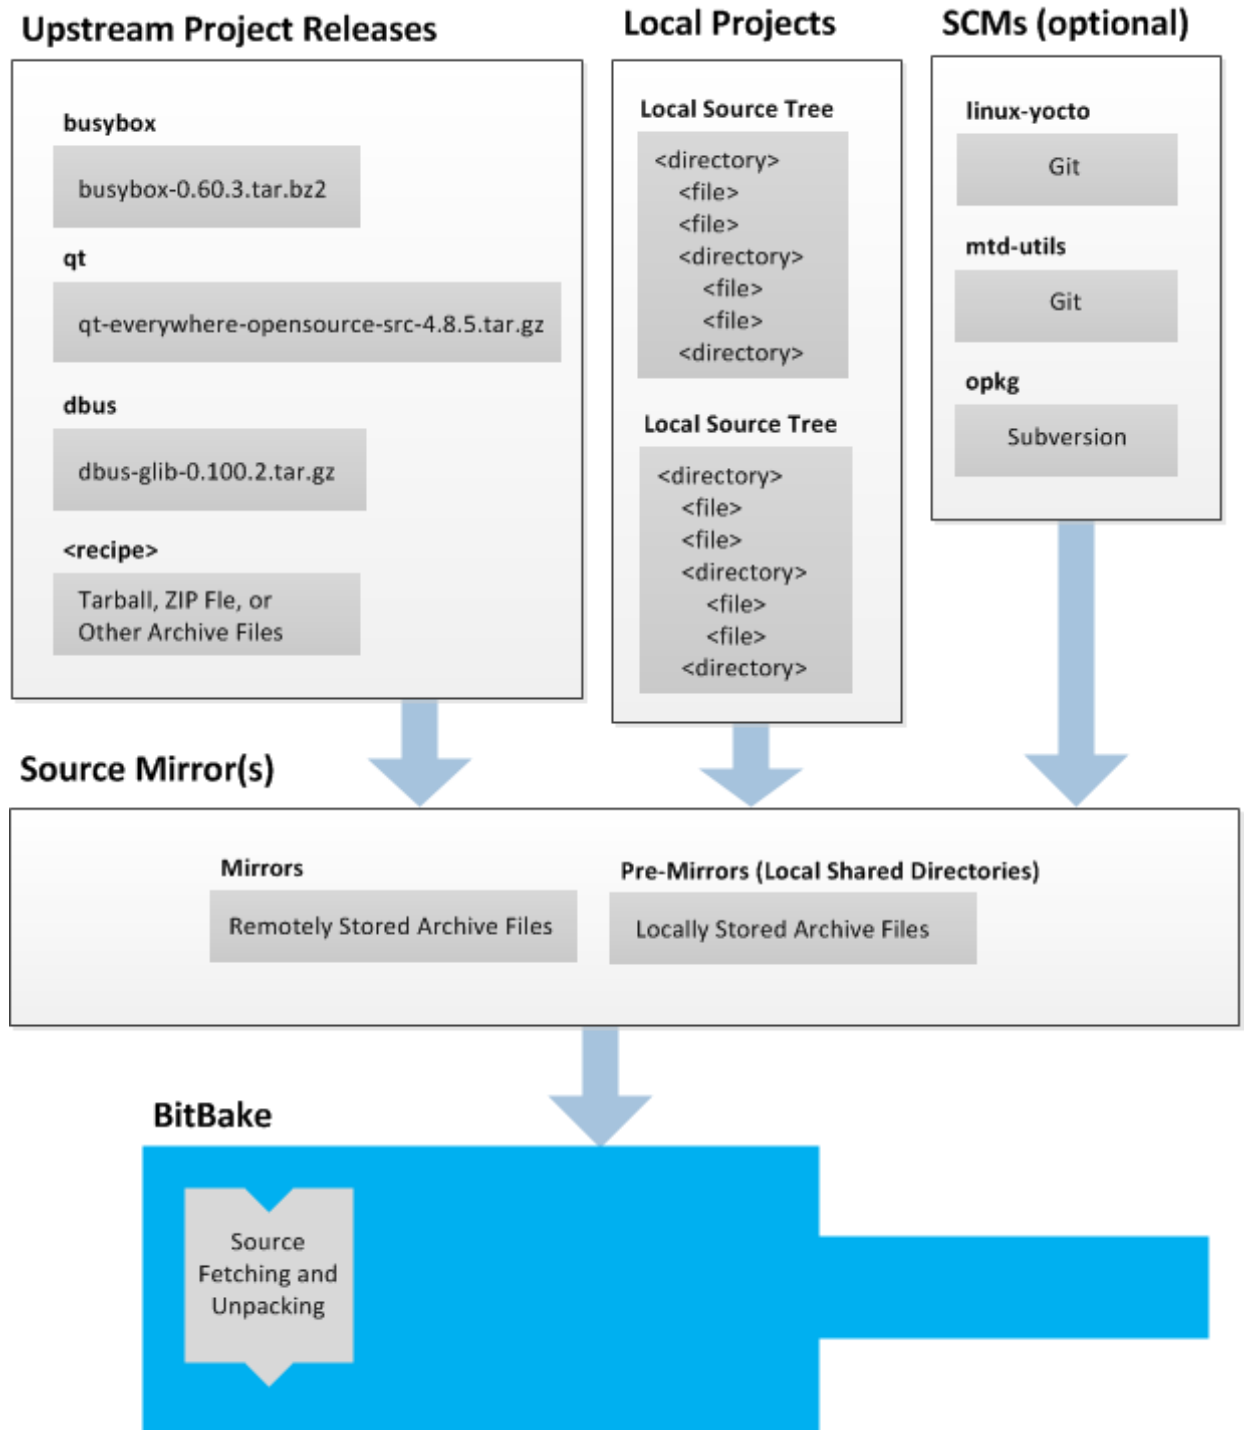 Upstream Project Releases
busybox
busybox-0.60.3.tar.bz2
qt
qt-everywhere-opensource-src-4.8.5.tar.gz
dbus
dbus-glib-0.100.2.tar.gz
<recipe>
Tarball, ZIP Fle, or
Other Archive Files
Local Projects
Local Source Tree
<directory>
<file>
<file>
<directory>
<file>
<file>
<directory>
Local Source Tree
<directory>
<file>
<file>
<directory>
<file>
<file>
<directory>
SCMs (optional)
linux-yocto
Git
mtd-utils
Git
opkg
Subversion
Source Mirror(s)
Mirrors
Remotely Stored Archive Files
Pre-Mirrors (Local Shared Directories)
Locally Stored Archive Files
BitBake
Source
Fetching and
Unpacking